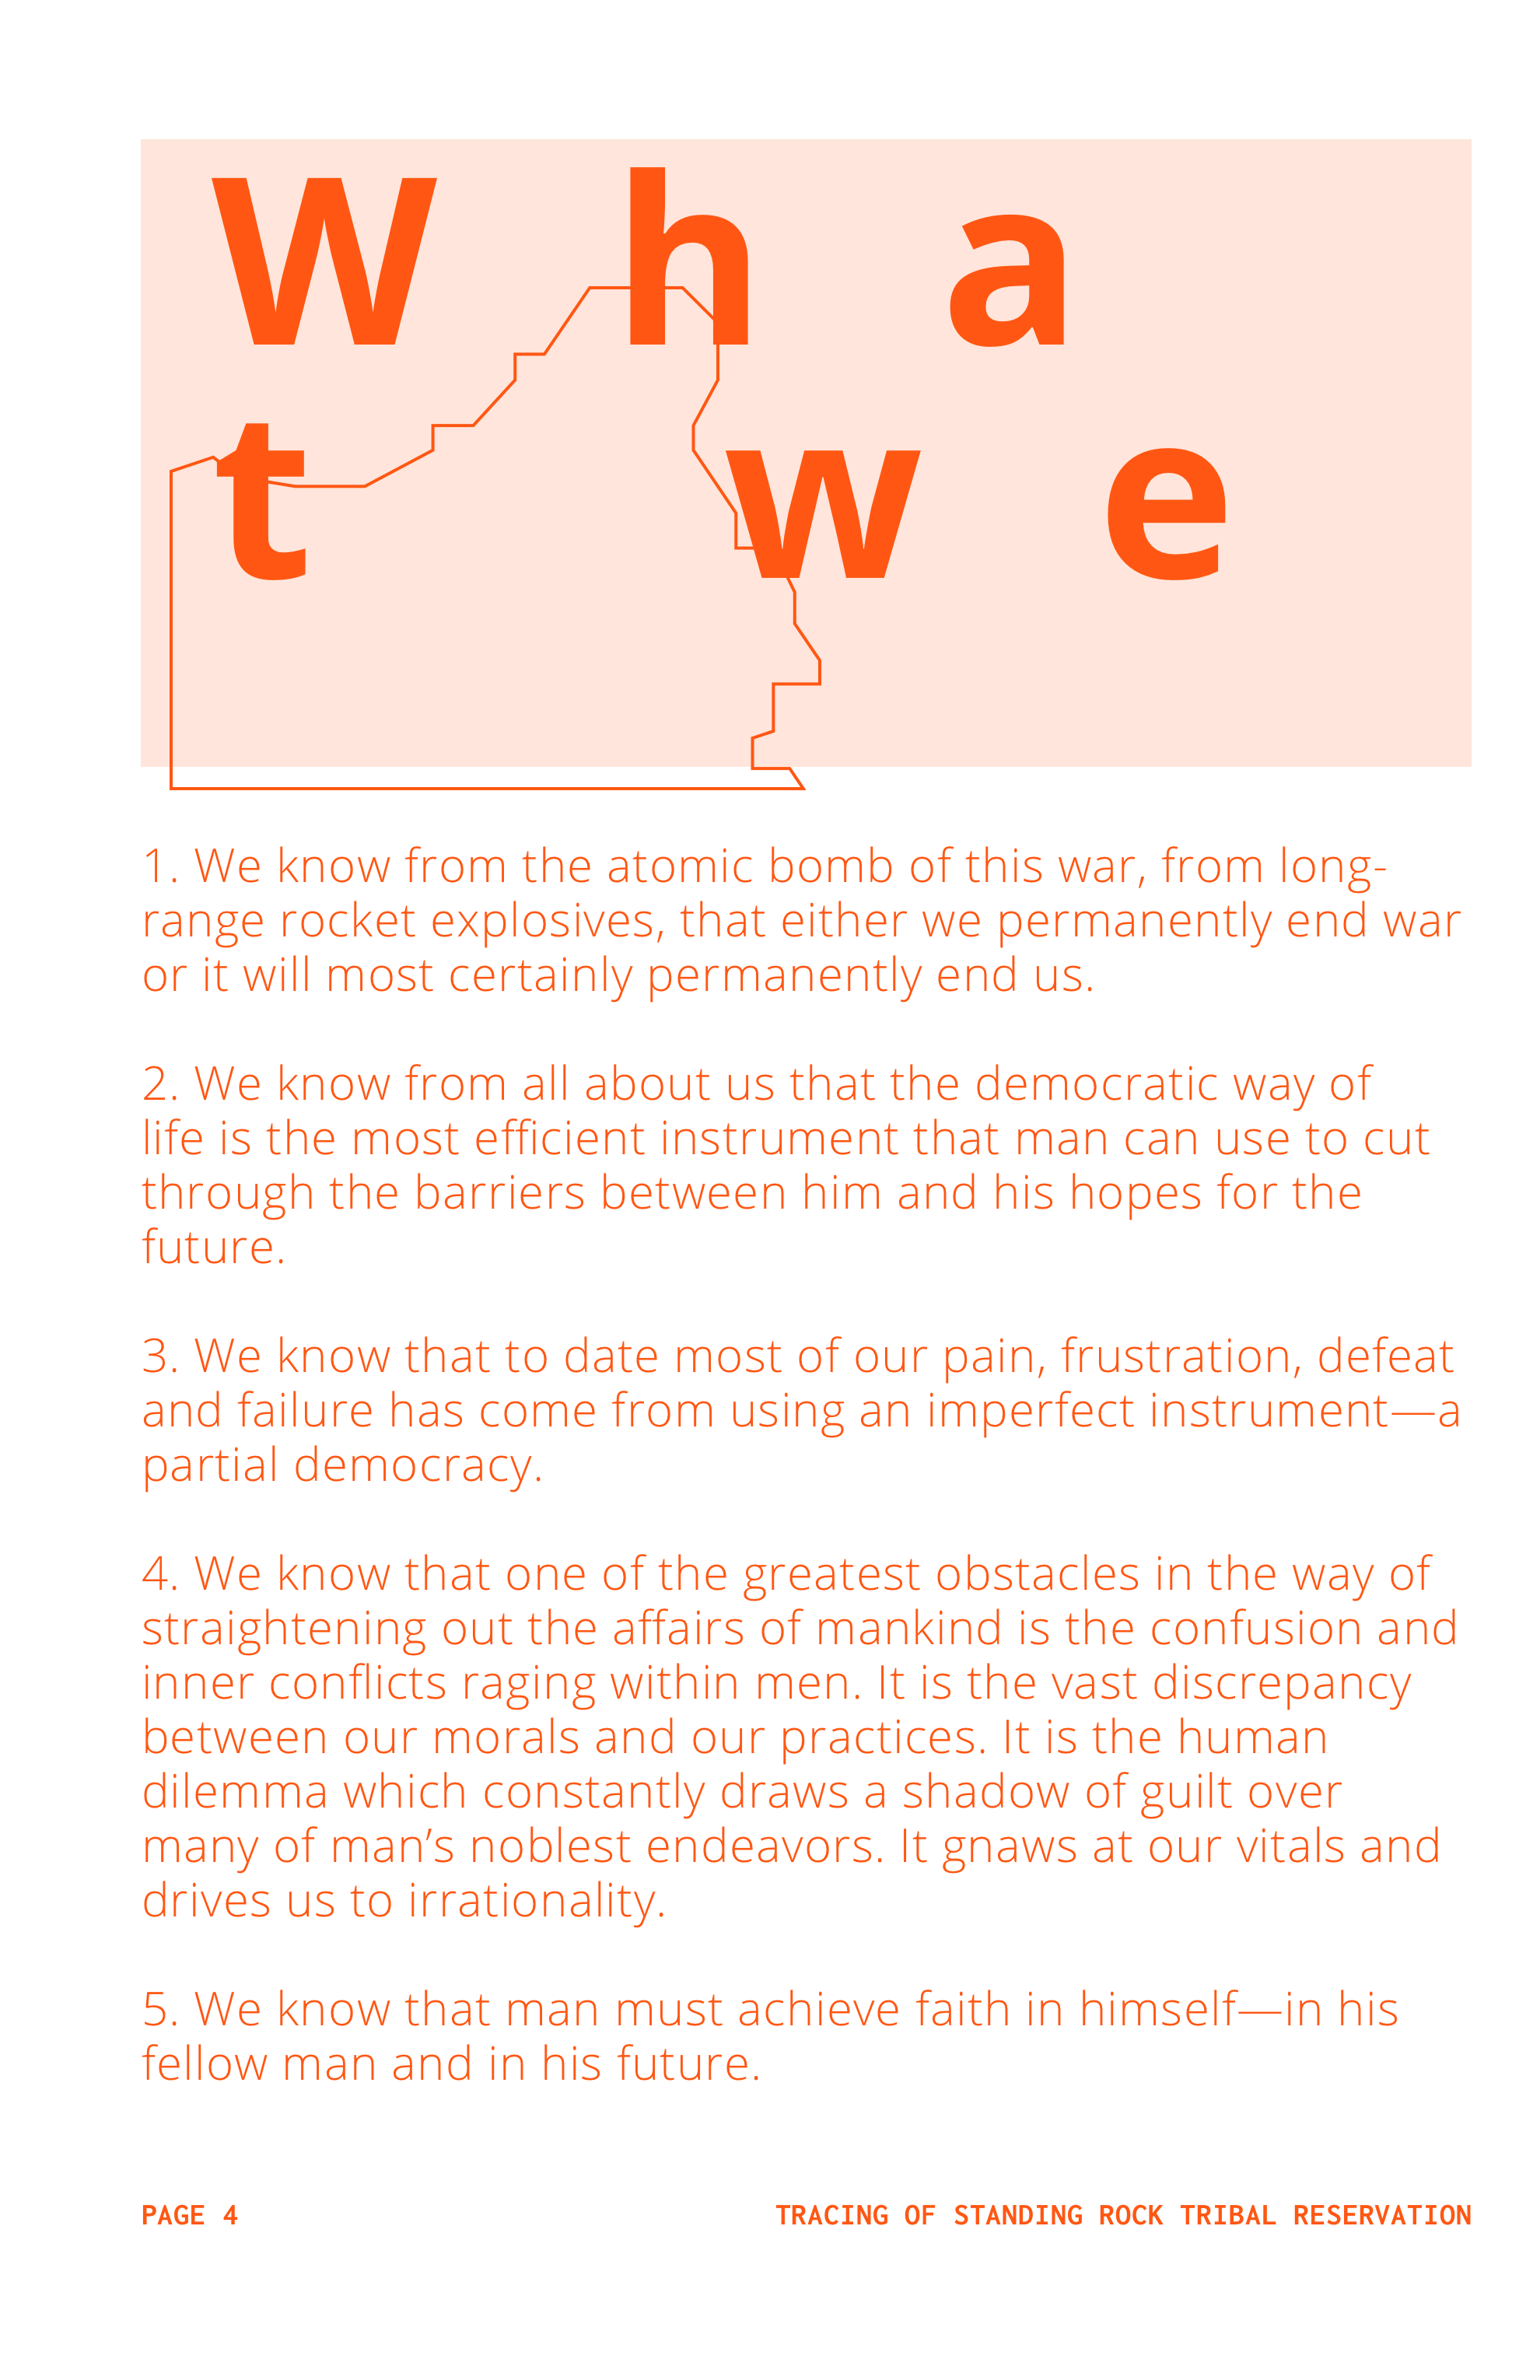 W h a
t w e
1. We know from the atomic bomb of this war, from long-
range rocket explosives, that either we permanently end war
or it will most certainly permanently end us.
2. We know from all about us that the democratic way of
life is the most efficient instrument that man can use to cut
through the barriers between him and his hopes for the
future.
3. We know that to date most of our pain, frustration, defeat
and failure has come from using an imperfect instrument—a
partial democracy.
4. We know that one of the greatest obstacles in the way of
straightening out the affairs of mankind is the confusion and
inner conflicts raging within men. It is the vast discrepancy
between our morals and our practices. It is the human
dilemma which constantly draws a shadow of guilt over
many of man’s noblest endeavors. It gnaws at our vitals and
drives us to irrationality.
5. We know that man must achieve faith in himself—in his
fellow man and in his future.
PAGE 4 TRACING OF STANDING ROCK TRIBAL RESERVATION